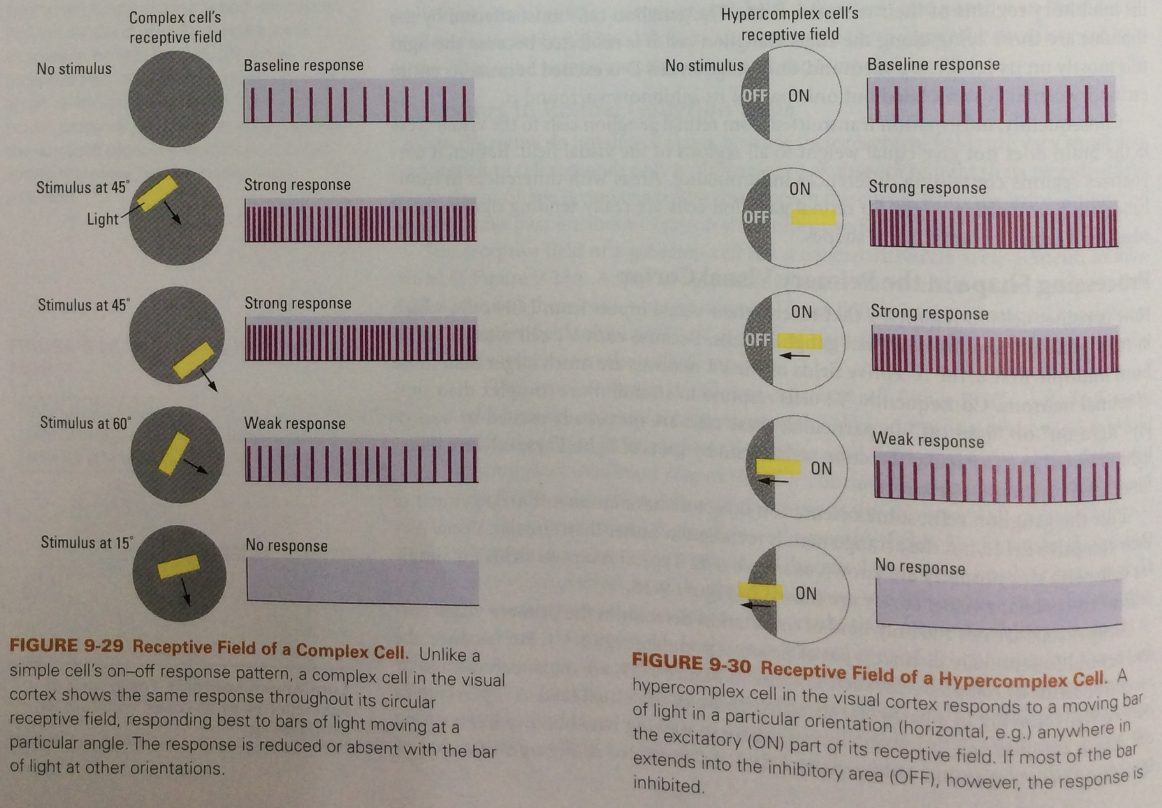 Complex cell's
receptive field
No stimulus
Baseline response
Stimulus at 45°
Light
Strong response
Stimulus at 45°
Strong response
Stimulus at 60°
Weak response
Stimulus at 15°
No response
FIGURE 9-29 Receptive Field of a Complex Cell. Unlike a
simple cell's on–off response pattern, a complex cell in the visual
cortex shows the same response throughout its circular
receptive field, responding best to bars of light moving at a
particular angle. The response is reduced or absent with the bar
of light at other orientations.
Hypercomplex cell's
receptive field
No stimulus
OFF ON
Baseline response
ON
OFF
Strong response
ON
OFF
Strong response
ON
Weak response
ON
No response
FIGURE 9-30 Receptive Field of a Hypercomplex Cell. A
hypercomplex cell in the visual cortex responds to a moving bar
of light in a particular orientation (horizontal, e.g.) anywhere in
the excitatory (ON) part of its receptive field. If most of the bar
extends into the inhibitory area (OFF), however, the response is
inhibited.